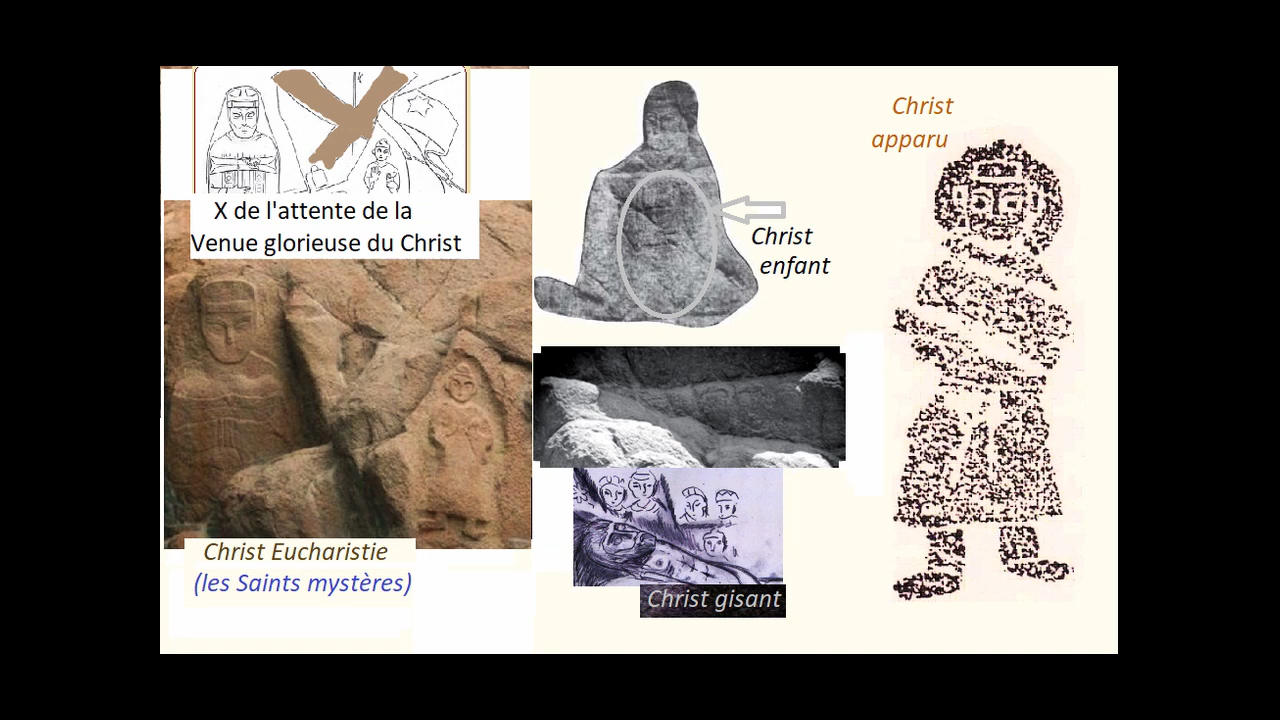 X de l'attente de la
Venue glorieuse du Christ
Christ Eucharistie
(les Saints mystères)
Christ
enfant
Christ gisant
Christ
apparu